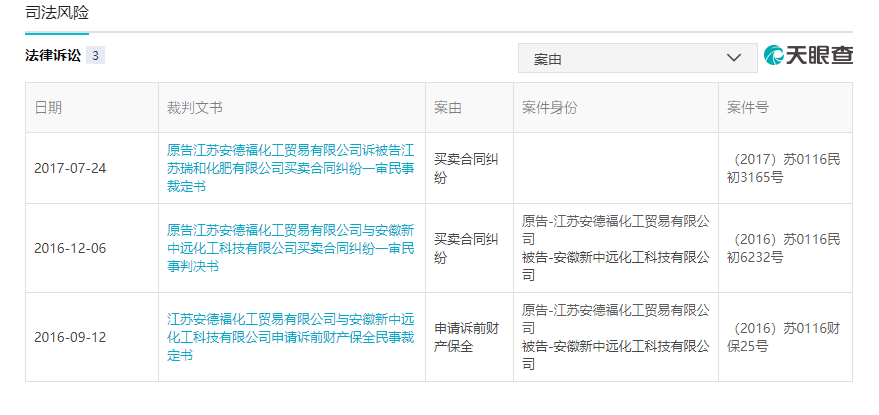 司法风险
法律诉讼 3
案由
天眼查
日期 裁判文书 案由 案件身份 案件号
2017-07-24
原告江苏安德福化工贸易有限公司诉被告江
苏瑞和化肥有限公司买卖合同纠纷一审民事
裁定书
买卖合同纠
纷
（2017）苏0116民
初3165号
2016-12-06
原告江苏安德福化工贸易有限公司与安徽新
中远化工科技有限公司买卖合同纠纷一审民
事判决书
买卖合同纠
纷
原告-江苏安德福化工贸易有限公
司
被告-安徽新中远化工科技有限公
司
（2016）苏0116民
初6232号
2016-09-12
江苏安德福化工贸易有限公司与安徽新中远
化工科技有限公司申请诉前财产保全民事裁
定书
申请诉前财
产保全
原告-江苏安德福化工贸易有限公
司
被告-安徽新中远化工科技有限公
司
（2016）苏0116财
保25号